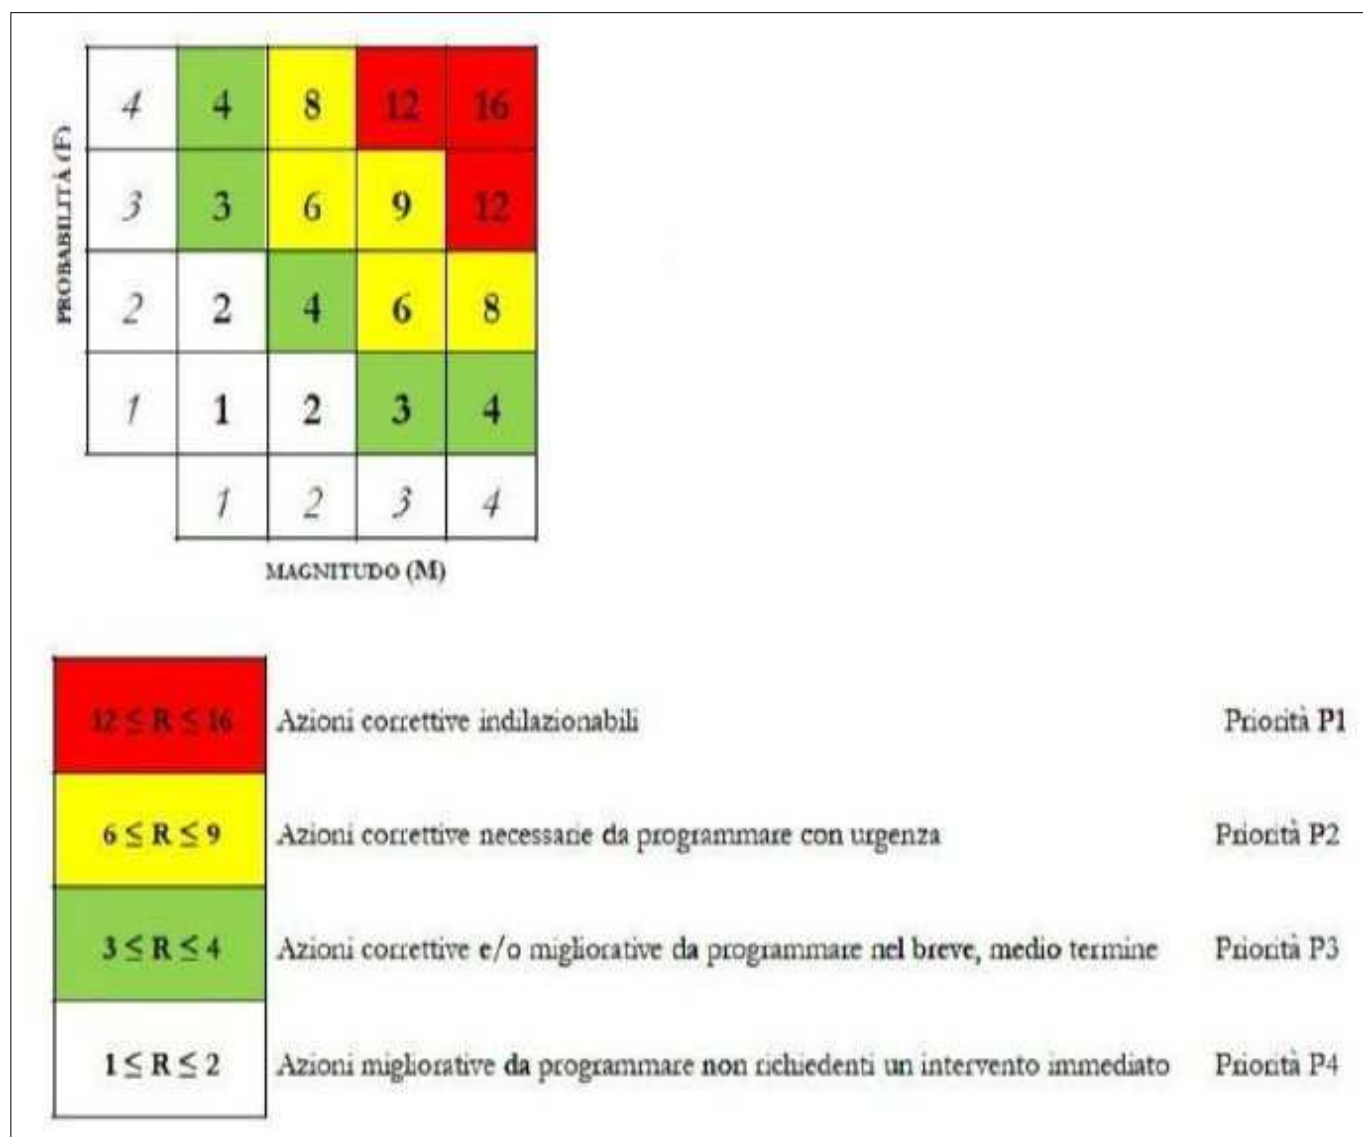 PROBABILITÀ (F)
4 4 8 12 16
3 3 6 9 12
2 2 4 6 8
1 1 2 3 4
1 2 3 4
MAGNITUDO (M)
12 ≤ R ≤ 16 Azioni correttive indilazionabili Priorità P1
6 ≤ R ≤ 9 Azioni correttive necessarie da programmare con urgenza Priorità P2
3 ≤ R ≤ 4 Azioni correttive e/o migliorative da programmare nel breve, medio termine Priorità P3
1 ≤ R ≤ 2 Azioni migliorative da programmare non richiedenti un intervento immediato Priorità P4